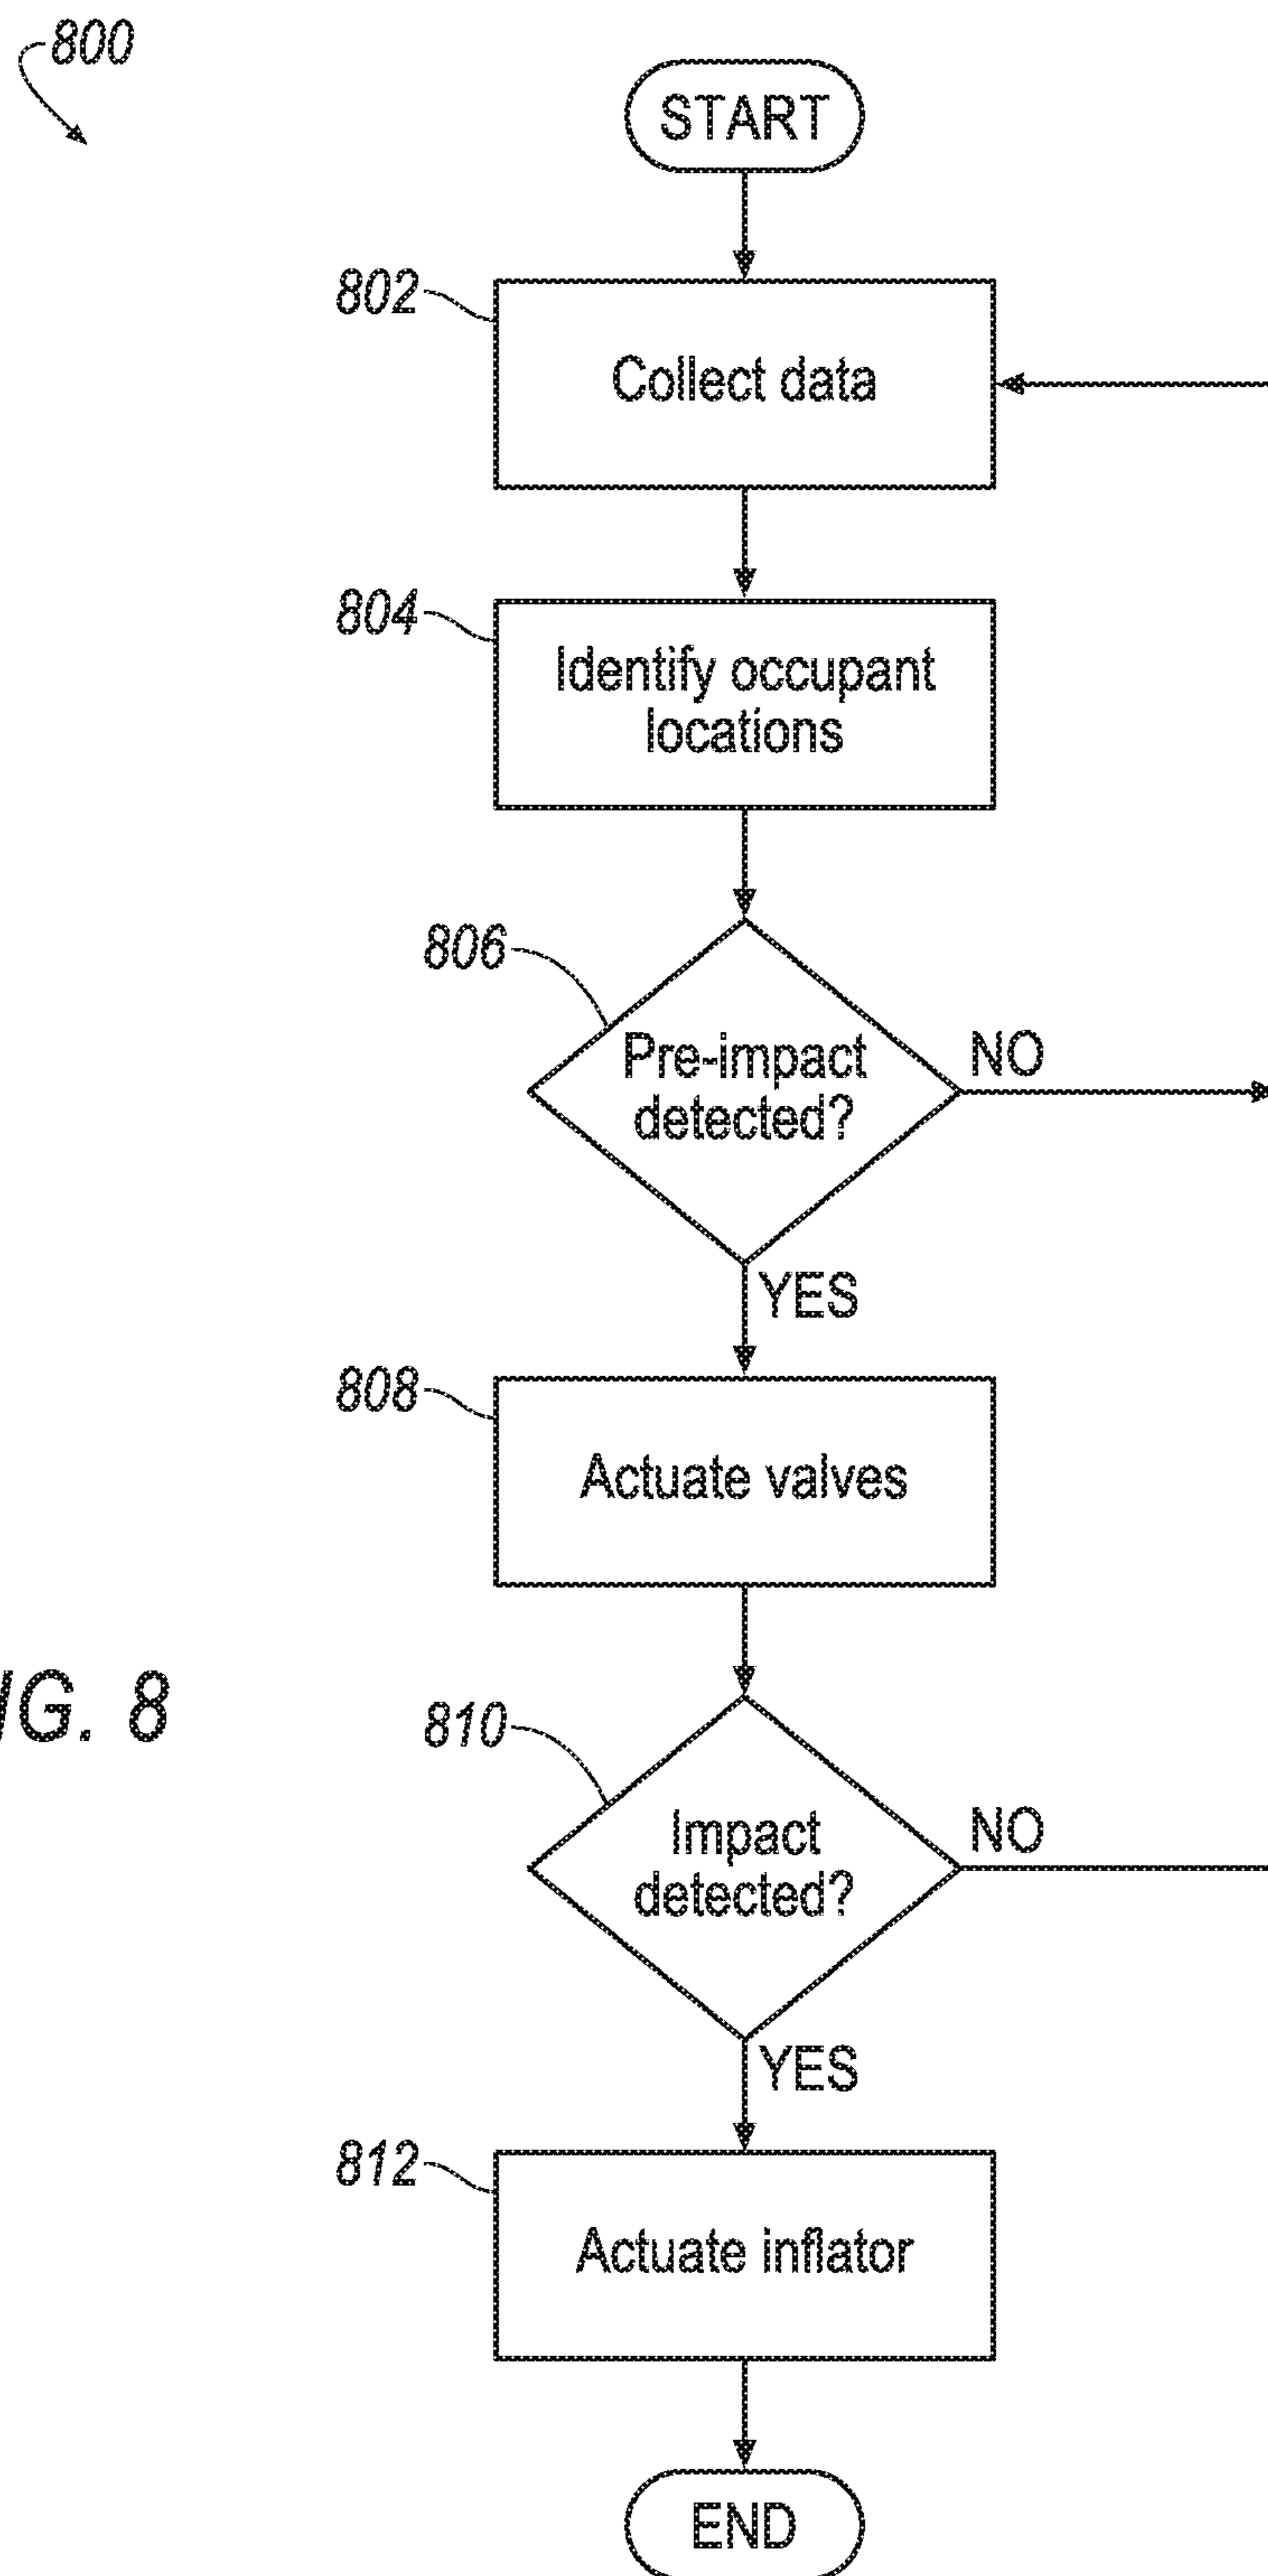 800
START
802
Collect data
804
Identify occupant
locations
806
Pre-impact
detected?
NO
YES
808
Actuate valves
IG. 8
810
Impact
detected?
NO
YES
812
Actuate inflator
END